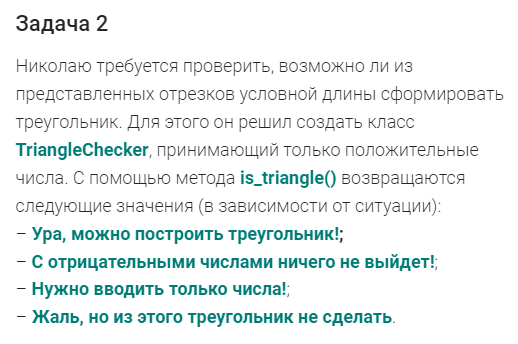 Задача 2
Николаю требуется проверить, возможно ли из
представленных отрезков условной длины сформировать
треугольник. Для этого он решил создать класс
TriangleChecker, принимающий только положительные
числа. С помощью метода is_triangle() возвращаются
следующие значения (в зависимости от ситуации):
– Ура, можно построить треугольник!;
– С отрицательными числами ничего не выйдет!;
– Нужно вводить только числа!;
– Жаль, но из этого треугольник не сделать.